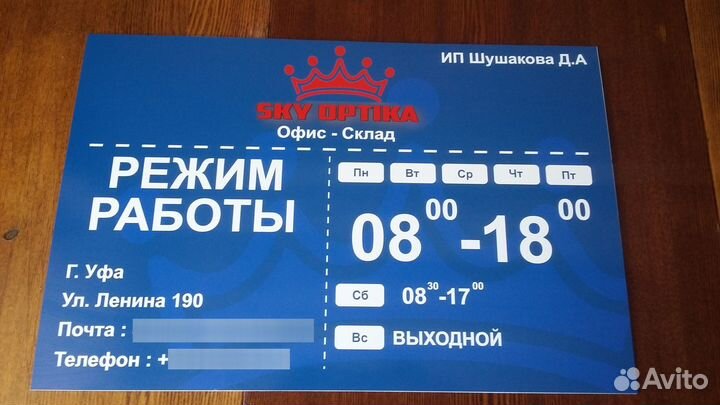 ИП Шушакова Д.А
SKY OPTIKA
Офис - Склад
РЕЖИМ
РАБОТЫ
Г. Уфа
Ул. Ленина 190
Почта :
Телефон : +
Пн Вт Ср Чт Пт
08 00 -18 00
Сб 08 30 -17 00
Вс ВЫХОДНОЙ
Avito